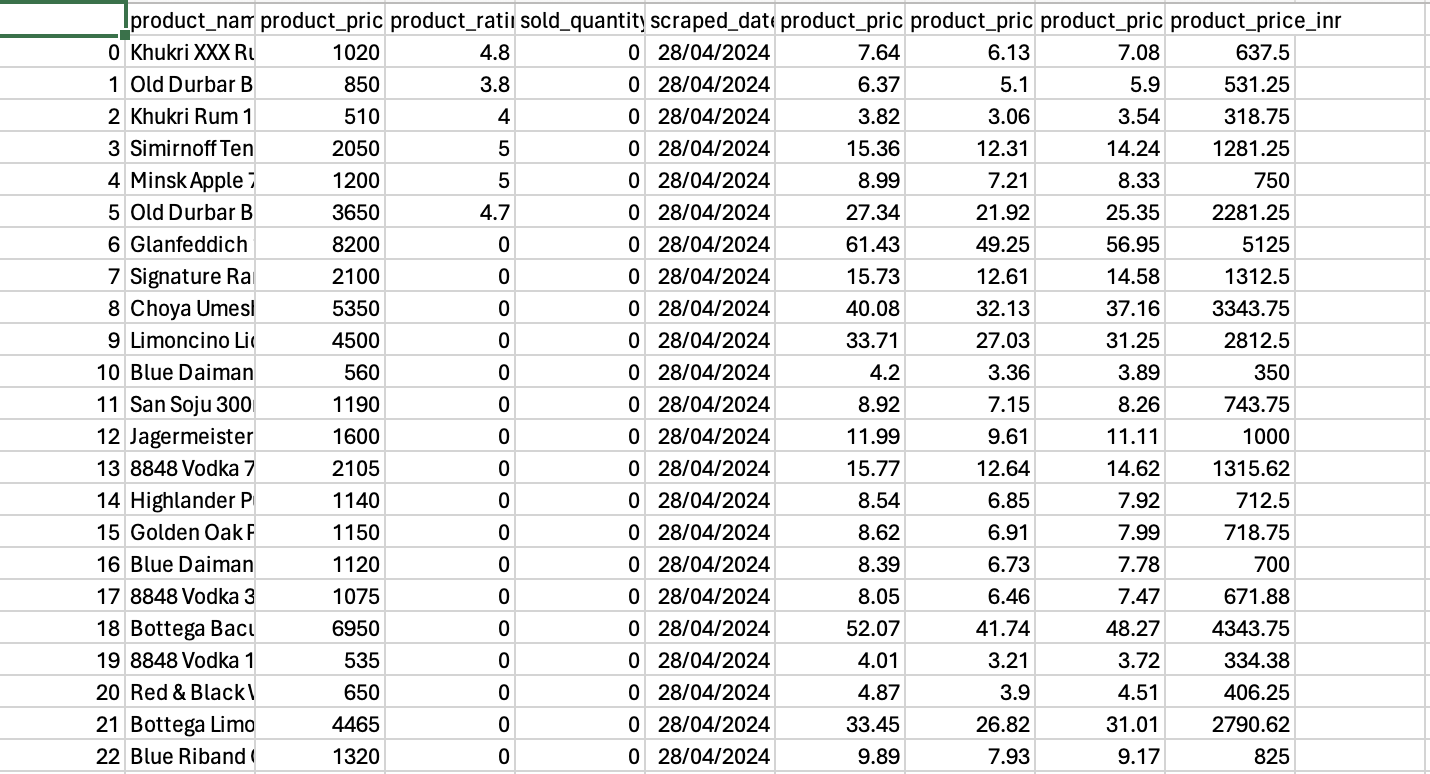 product_nam product_pric product_ratin sold_quantity scraped_date product_pric product_pric product_pric product_price_inr
0 Khukri XXX Ru 1020 4.8 0 28/04/2024 7.64 6.13 7.08 637.5
1 Old Durbar B 850 3.8 0 28/04/2024 6.37 5.1 5.9 531.25
2 Khukri Rum 1 510 4 0 28/04/2024 3.82 3.06 3.54 318.75
3 Simirnoff Ten 2050 5 0 28/04/2024 15.36 12.31 14.24 1281.25
4 Minsk Apple 7 1200 5 0 28/04/2024 8.99 7.21 8.33 750
5 Old Durbar B 3650 4.7 0 28/04/2024 27.34 21.92 25.35 2281.25
6 Glanfeddich 8200 0 0 28/04/2024 61.43 49.25 56.95 5125
7 Signature Ra 2100 0 0 28/04/2024 15.73 12.61 14.58 1312.5
8 Choya Umesh 5350 0 0 28/04/2024 40.08 32.13 37.16 3343.75
9 Limoncino Li 4500 0 0 28/04/2024 33.71 27.03 31.25 2812.5
10 Blue Daiman 560 0 0 28/04/2024 4.2 3.36 3.89 350
11 San Soju 300 1190 0 0 28/04/2024 8.92 7.15 8.26 743.75
12 Jagermeister 1600 0 0 28/04/2024 11.99 9.61 11.11 1000
13 8848 Vodka 7 2105 0 0 28/04/2024 15.77 12.64 14.62 1315.62
14 Highlander P 1140 0 0 28/04/2024 8.54 6.85 7.92 712.5
15 Golden Oak 1150 0 0 28/04/2024 8.62 6.91 7.99 718.75
16 Blue Daiman 1120 0 0 28/04/2024 8.39 6.73 7.78 700
17 8848 Vodka 3 1075 0 0 28/04/2024 8.05 6.46 7.47 671.88
18 Bottega Bacu 6950 0 0 28/04/2024 52.07 41.74 48.27 4343.75
19 8848 Vodka 1 535 0 0 28/04/2024 4.01 3.21 3.72 334.38
20 Red & Black 650 0 0 28/04/2024 4.87 3.9 4.51 406.25
21 Bottega Limo 4465 0 0 28/04/2024 33.45 26.82 31.01 2790.62
22 Blue Riband 1320 0 0 28/04/2024 9.89 7.93 9.17 825